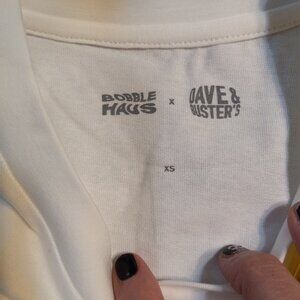 BOBBLE
HAUS
x
DAVE &
BUSTER'S
XS